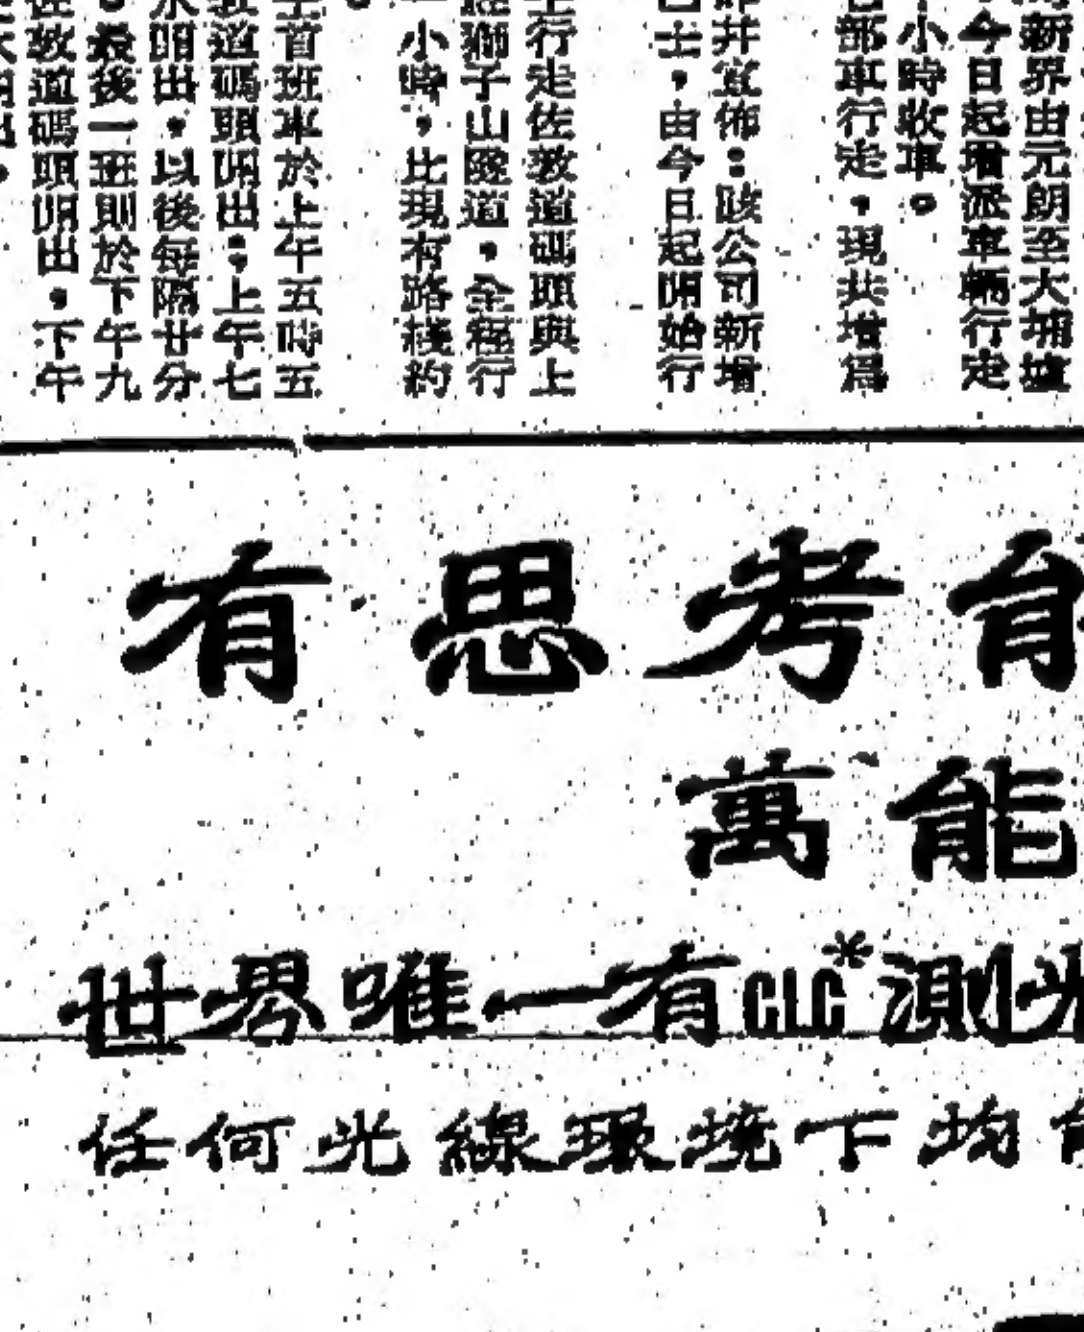 新界由元朗至大埔墟
今日起增派車輛行走
小時收車。
部車行走，現共增爲
井宣佈：該公司新增
士，由今日起開始行
行走佐敦道碼頭與上
獅子山隧道，全程行
一小時，比現有路綫約
首班車於上午五時五
敦道碼頭開出；上午七
水開出，以後每隔廿分
。最後一班則於下午九
佐敦道碼頭開出，下午
有思考
萬能
世界唯一有CLC*測光
任何光線環境下均